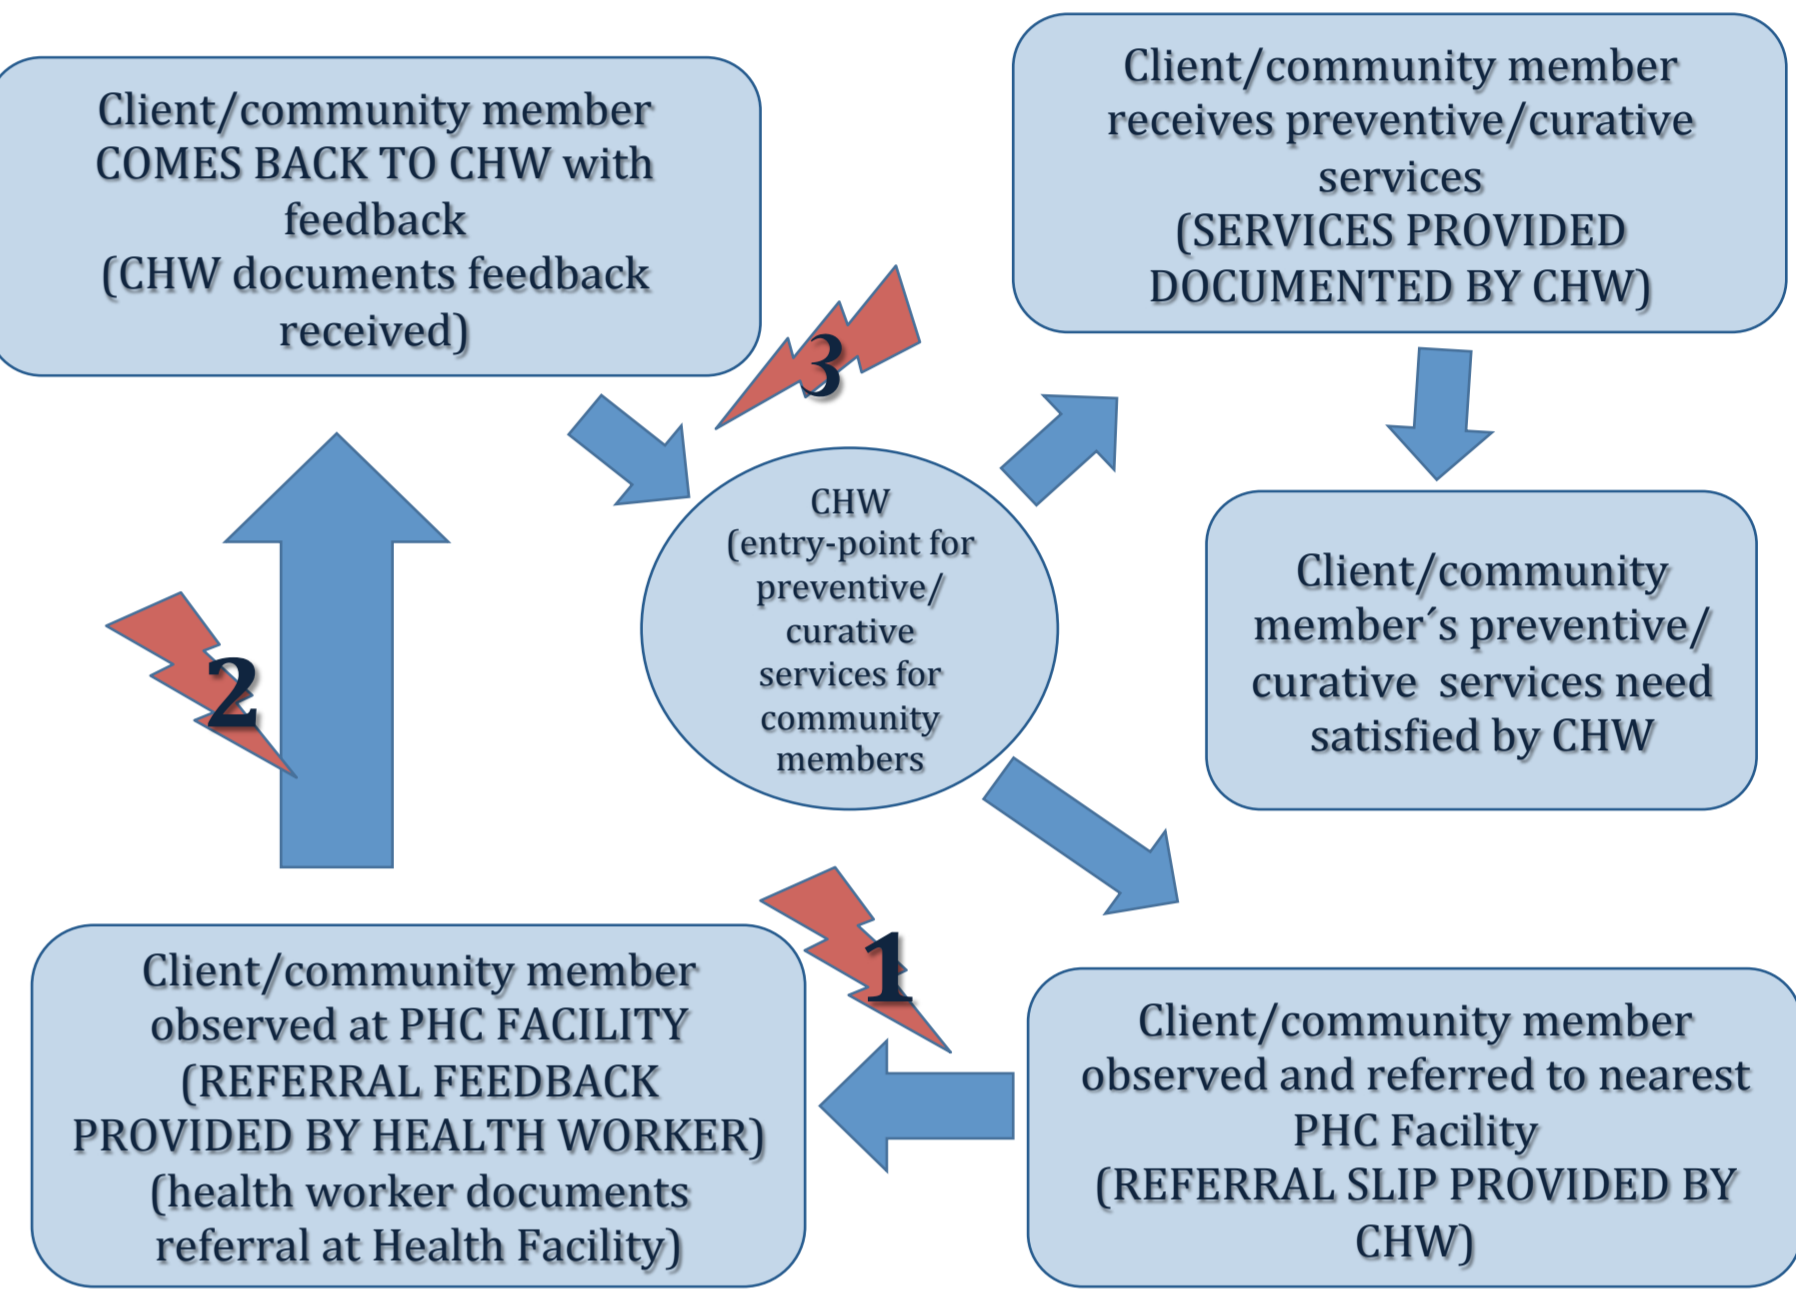 Client/community member
COMES BACK TO CHW with
feedback
(CHW documents feedback
received)
Client/community member
receives preventive/curative
services
(SERVICES PROVIDED
DOCUMENTED BY CHW)
3
CHW
(entry-point for
preventive/
curative
services for
community
members
Client/community
member´s preventive/
curative services need
satisfied by CHW
2
1
Client/community member
observed at PHC FACILITY
(REFERRAL FEEDBACK
PROVIDED BY HEALTH WORKER)
(health worker documents
referral at Health Facility)
Client/community member
observed and referred to nearest
PHC Facility
(REFERRAL SLIP PROVIDED BY
CHW)